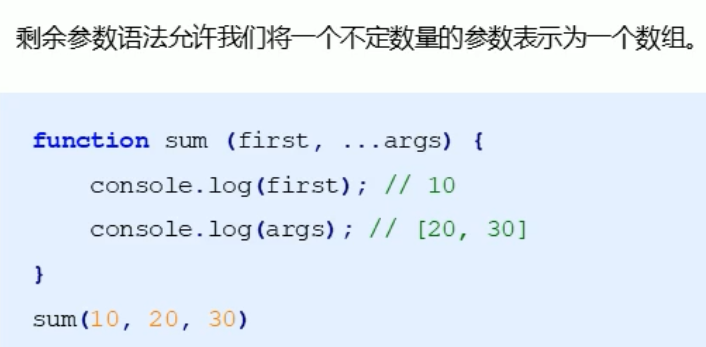 剩余参数语法允许我们将一个不定数量的参数表示为一个数组。
function sum (first, ...args) {
    console.log(first); // 10
    console.log(args); // [20, 30]
}
sum(10, 20, 30)